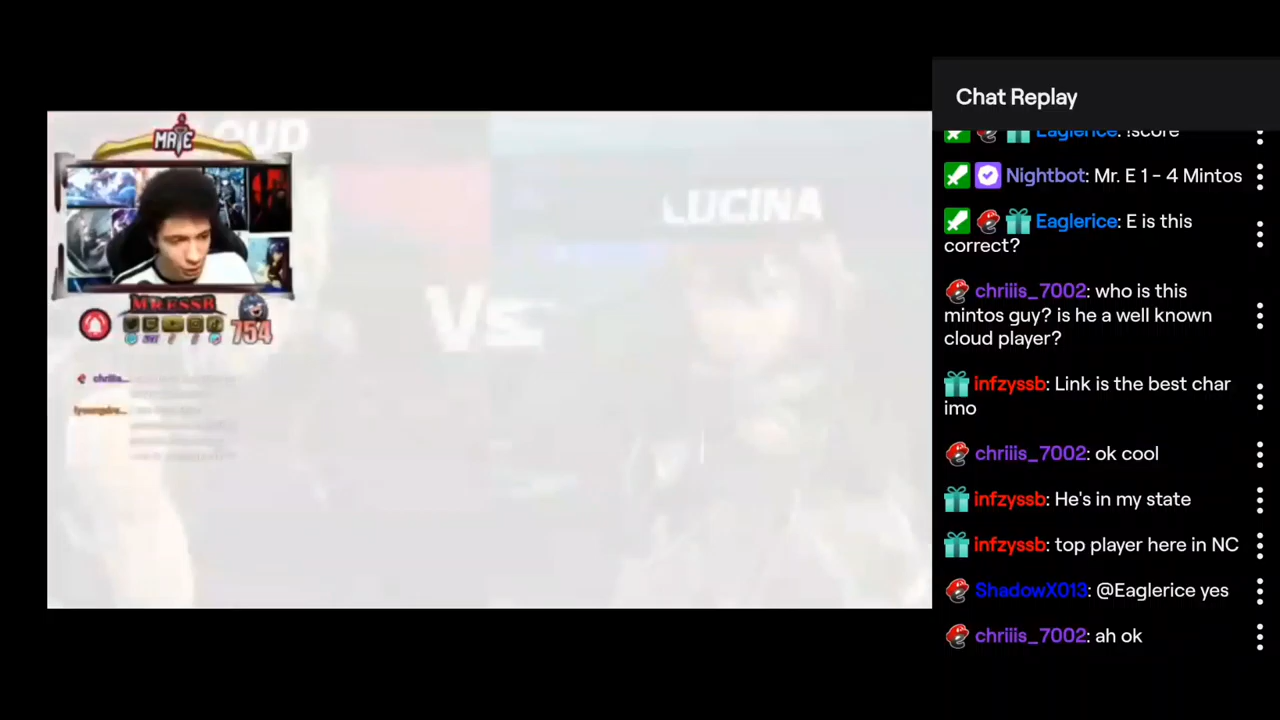 MR E
OUD
LUCINA
Vs.
MRESSB
754
Chat Replay
Eaglerice: !score
Nightbot: Mr. E 1 - 4 Mintos
Eaglerice: E is this
correct?
chriiis_7002: who is this
mintos guy? is he a well known
cloud player?
infzyssb: Link is the best char
imo
chriiis_7002: ok cool
infzyssb: He's in my state
infzyssb: top player here in NC
ShadowX013: @Eaglerice yes
chriiis_7002: ah ok